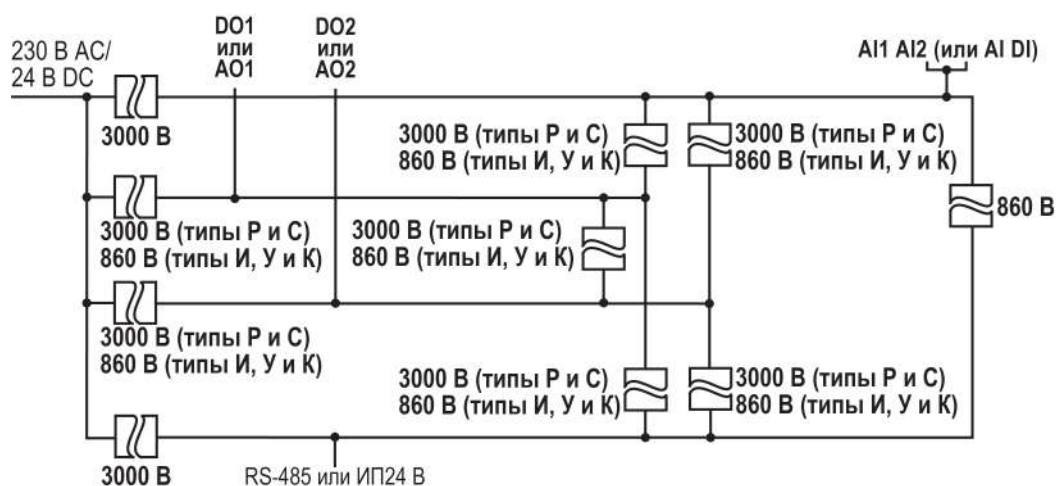 DO1
или
AO1
DO2
или
AO2
230 В AC/
24 В DC
AI1 AI2 (или AI DI)
3000 В
3000 В (типы Р и С)
860 В (типы И, У и К)
3000 В (типы Р и С)
860 В (типы И, У и К)
860 В
3000 В (типы Р и С)
860 В (типы И, У и К)
3000 В (типы Р и С)
860 В (типы И, У и К)
3000 В (типы Р и С)
860 В (типы И, У и К)
3000 В (типы Р и С)
860 В (типы И, У и К)
3000 В (типы Р и С)
860 В (типы И, У и К)
3000 В
RS-485 или ИП24 В